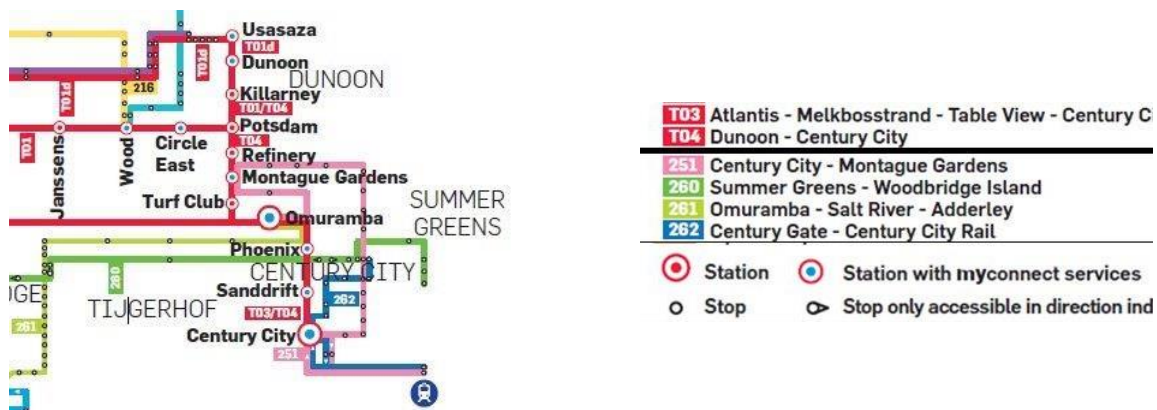 Usasaza
T01d
T01d
Dunoon
DUNOON
216
Killarney
T01d
T01/T04
Potsdam
T01
Janssens
Wood
Circle
East
T04
Refinery
Montague Gardens
Turf Club
SUMMER
GREENS
Omuramba
Phoenix
CENTURY CITY
DGE
260
TIJGERHOF
Sanddrift
262
261
T03/T04
Century City
251
T03 Atlantis - Melkbosstrand - Table View - Century Ci
T04 Dunoon - Century City
251 Century City - Montague Gardens
260 Summer Greens - Woodbridge Island
261 Omuramba - Salt River - Adderley
262 Century Gate - Century City Rail
Station
Station with myconnect services
Stop
Stop only accessible in direction ind